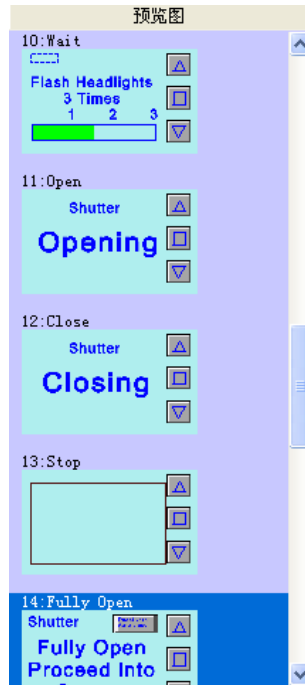 预览图
10:Wait
Flash Headlights
3 Times
1 2 3
11:Open
Shutter
Opening
12:Close
Shutter
Closing
13:Stop
14:Fully Open
Shutter
Fully Open
Proceed Into